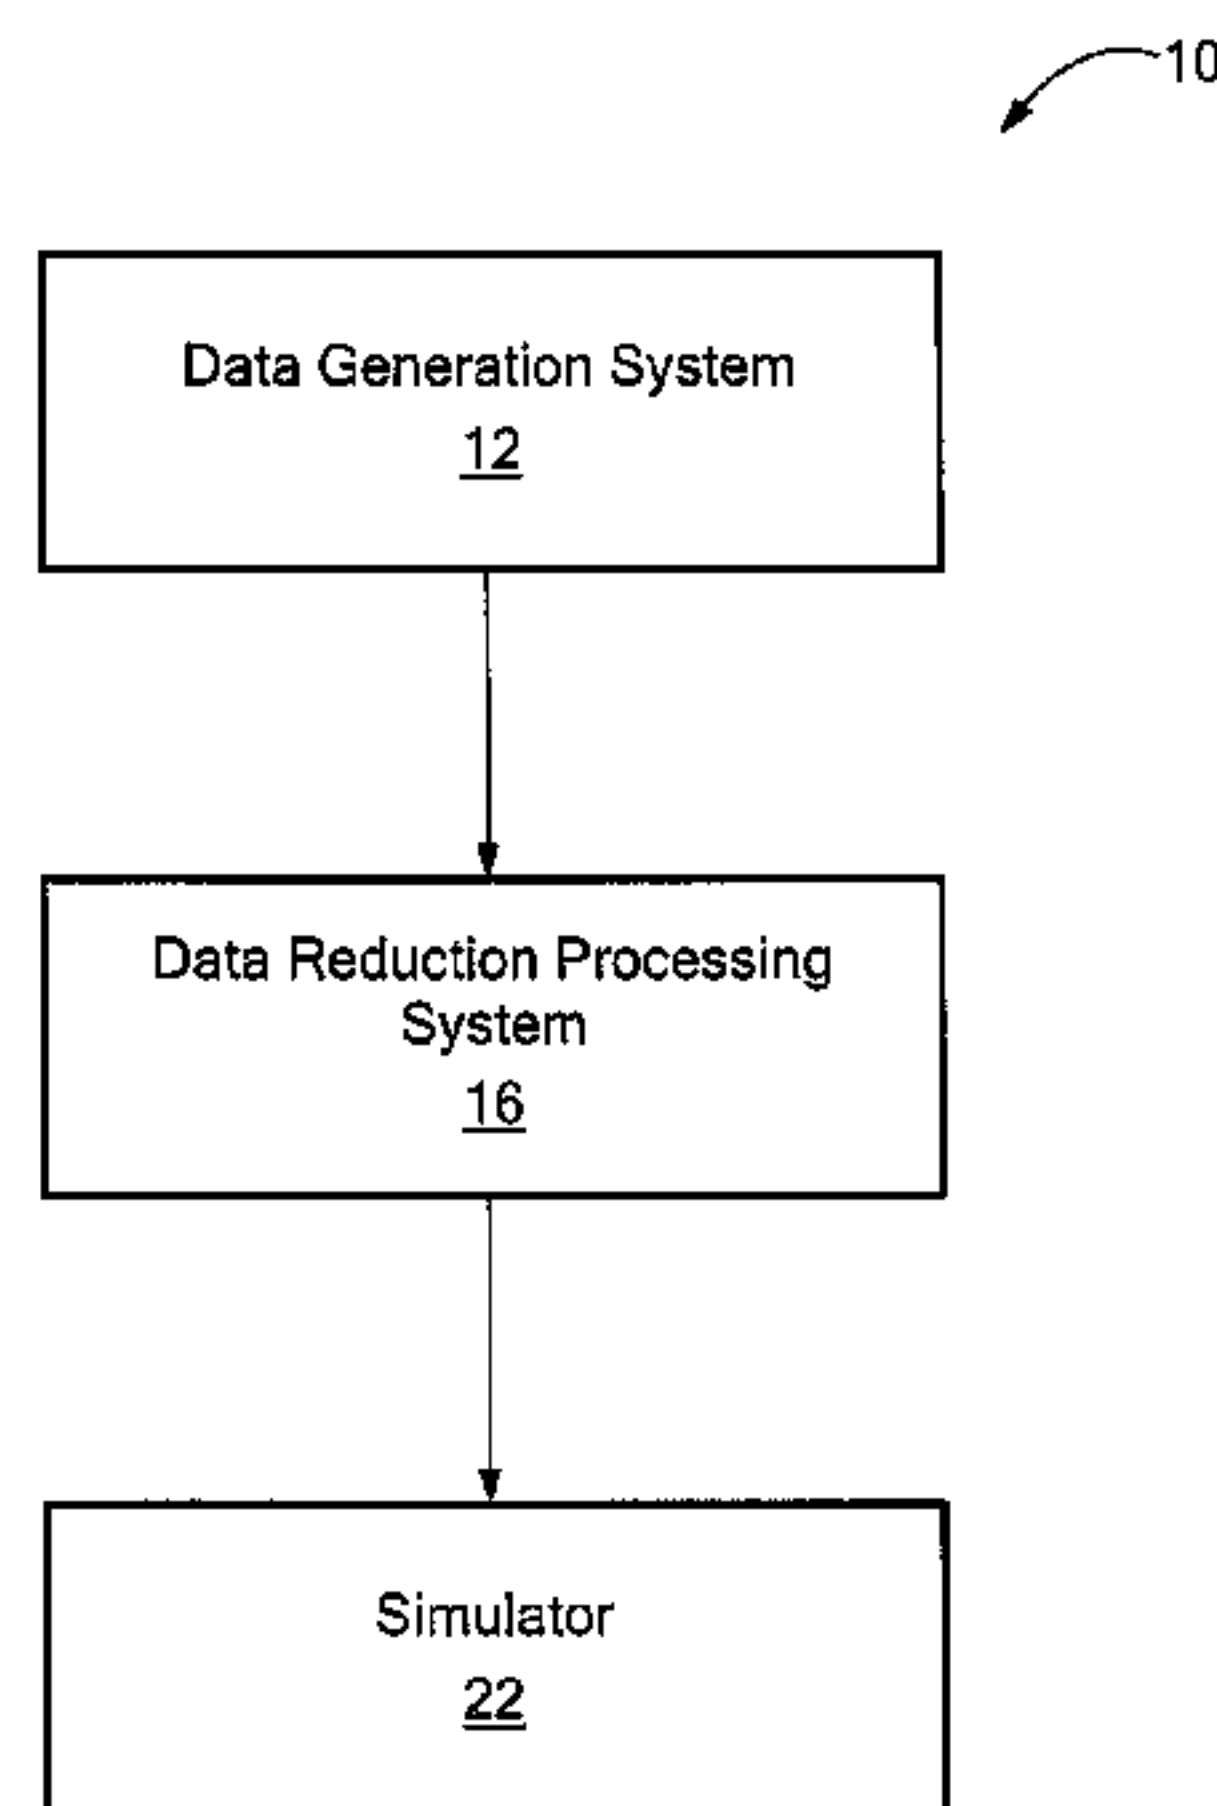 10
Data Generation System
12
Data Reduction Processing
System
16
Simulator
22